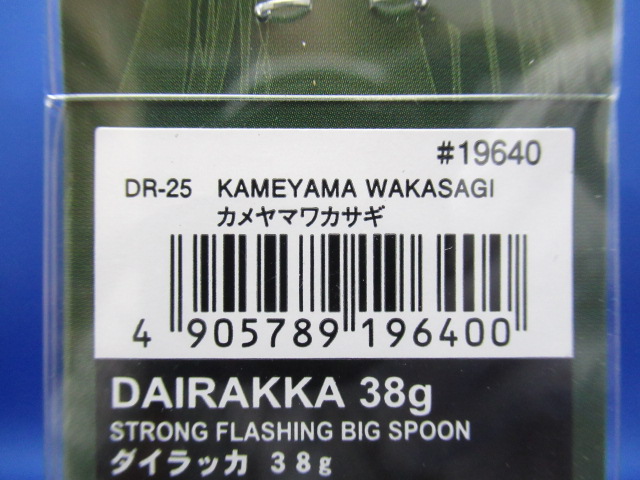 #19640
DR-25 KAMEYAMA WAKASAGI
カメヤマワカサギ
4 905789 196400
DAIRAKKA 38g
STRONG FLASHING BIG SPOON
ダイラッカ 38g